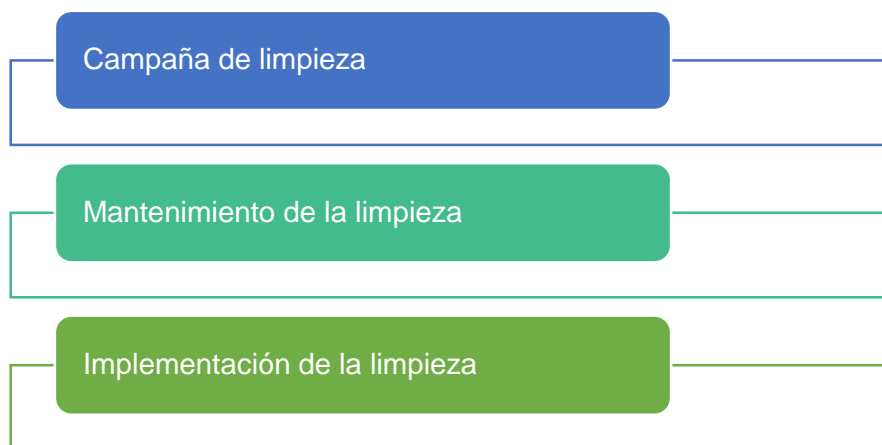 Campaña de limpieza
Mantenimiento de la limpieza
Implementación de la limpieza